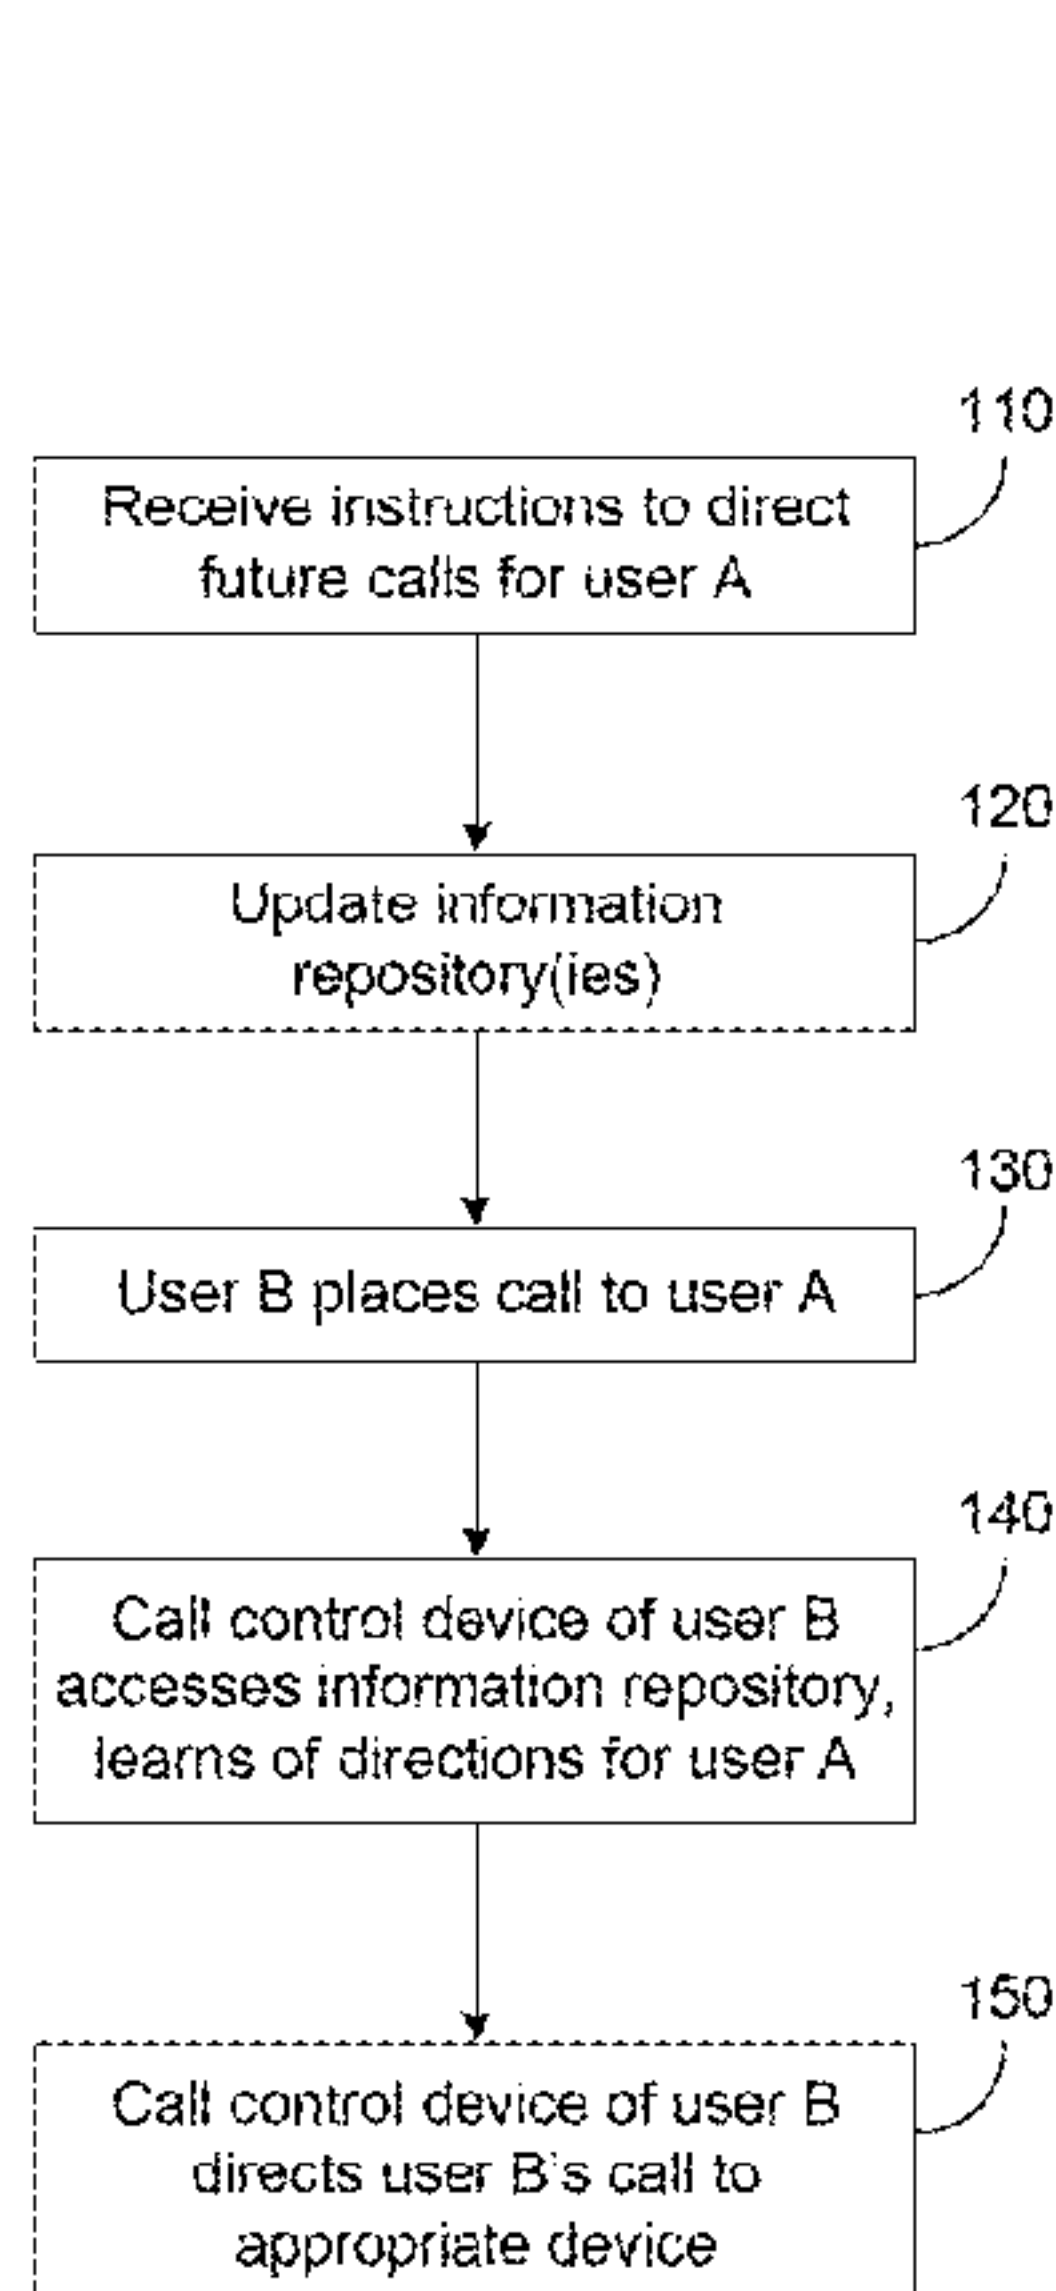 110
Receive instructions to direct
future calls for user A
120
Update information
repository(ies)
130
User B places call to user A
140
Call control device of user B
accesses information repository,
learns of directions for user A
150
Call control device of user B
directs user B's call to
appropriate device